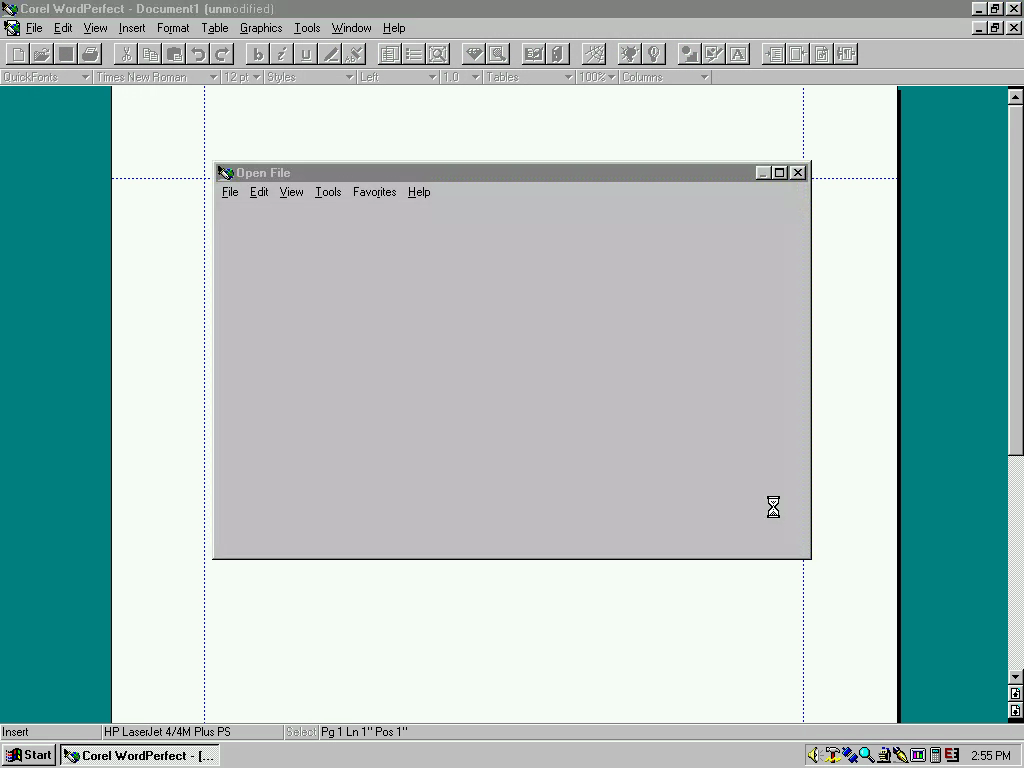 Corel WordPerfect - Document1 (unmodified)
File Edit View Insert Format Table Graphics Tools Window Help
QuickFonts Times New Roman 12 pt Styles Left 1.0 Tables 100% Columns
Open File
File Edit View Tools Favorites Help
Insert HP LaserJet 4/4M Plus PS Select Pg 1 Ln 1" Pos 1"
Start Corel WordPerfect - [... 2:55 PM